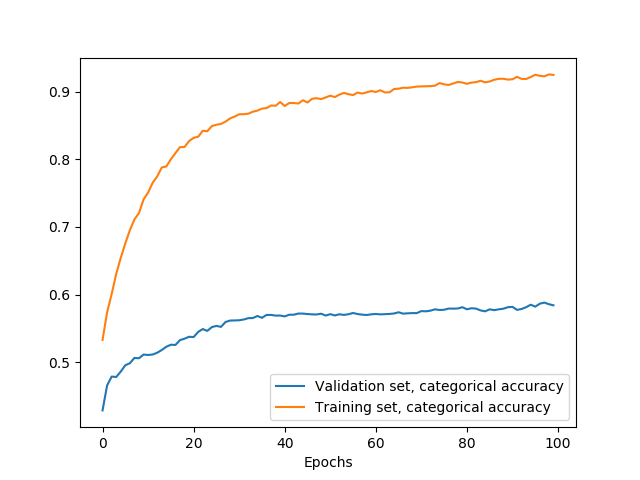 0.9
0.8
0.7
0.6
0.5
Validation set, categorical accuracy
Training set, categorical accuracy
0 20 40 60 80 100
Epochs